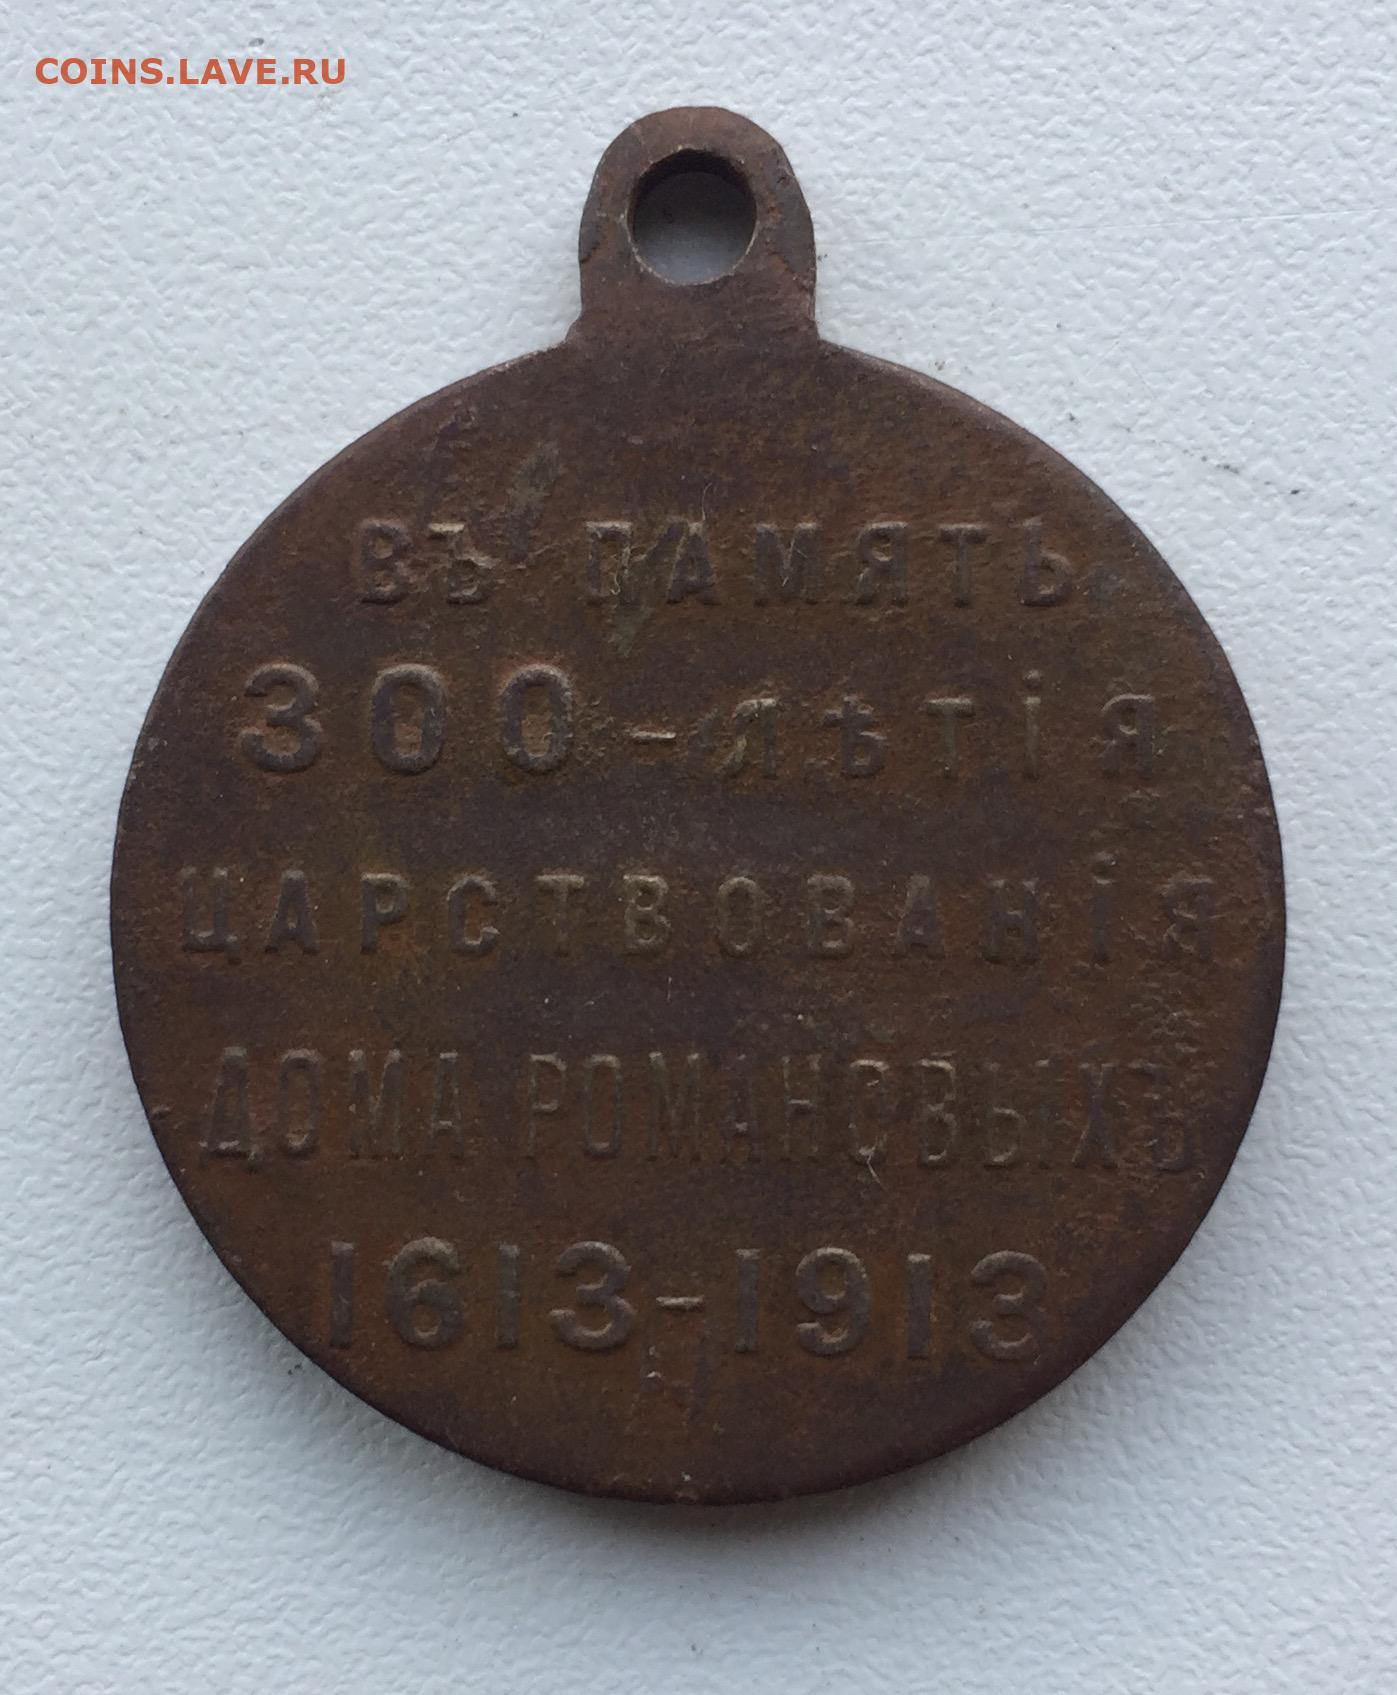 COINS.LAVE.RU
ВЪ ПАМЯТЬ
300-ЛѢТІЯ
ЦАРСТВОВАНІЯ
ДОМА РОМАНОВЫХЪ
1613-1913